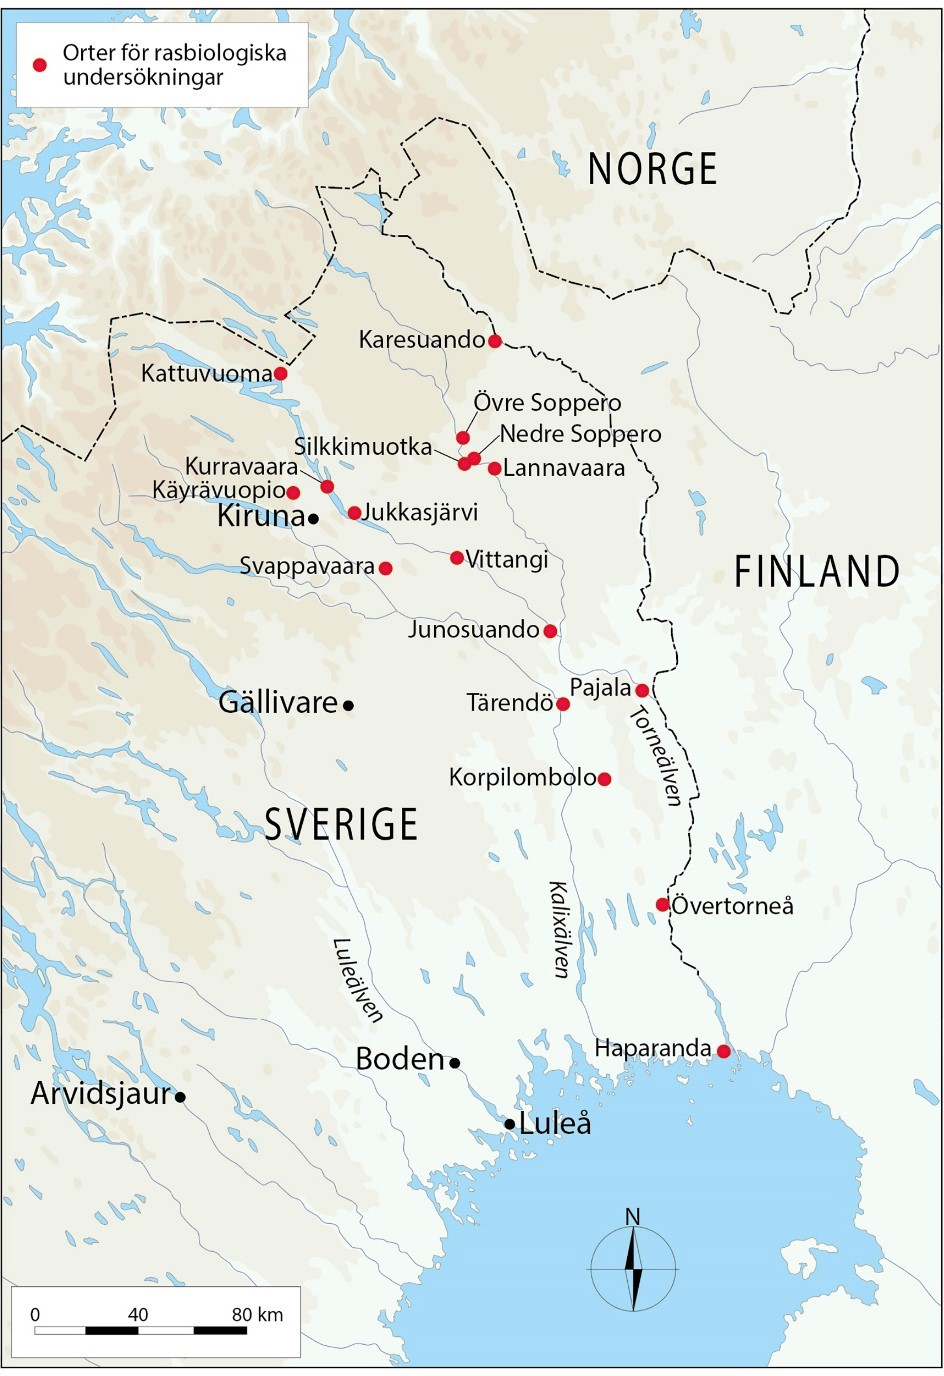 Orter för rasbiologiska
undersökningar
NORGE
Karesuando
Kattuvuoma
Övre Soppero
Nedre Soppero
Silkkimuotka
Lannavaara
Kurravaara
Käyrävuopio
Kiruna
Jukkasjärvi
Svappavaara
Vittangi
FINLAND
Junosuando
Pajala
Tärendö
Gällivare
Torneälven
Korpilombolo
SVERIGE
Övertorneå
Kalixälven
Luleälven
Haparanda
Boden
Arvidsjaur
Luleå
N
0 40 80 km